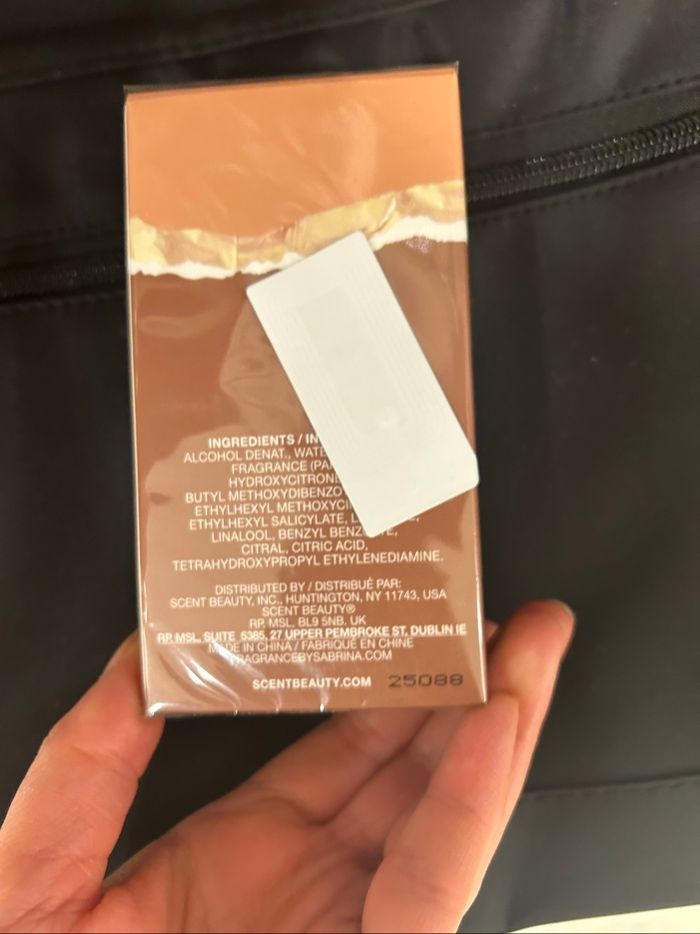 INGREDIENTS / IN
ALCOHOL DENAT., WATE
FRAGRANCE (PA
HYDROXYCITRONE
BUTYL METHOXYDIBENZO
ETHYLHEXYL METHOXYCI
ETHYLHEXYL SALICYLATE,
LINALOOL, BENZYL BENZ
CITRAL, CITRIC ACID,
TETRAHYDROXYPROPYL ETHYLENEDIAMINE.
DISTRIBUTED BY / DISTRIBUÉ PAR:
SCENT BEAUTY, INC., HUNTINGTON, NY 11743, USA
SCENT BEAUTY®
RP. MSL. BL9 5NB. UK
RP. MSL. SUITE 5385, 27 UPPER PEMBROKE ST. DUBLIN IE
MADE IN CHINA / FABRIQUÉ EN CHINE
FRAGRANCEBYSABRINA.COM
SCENTBEAUTY.COM 25088